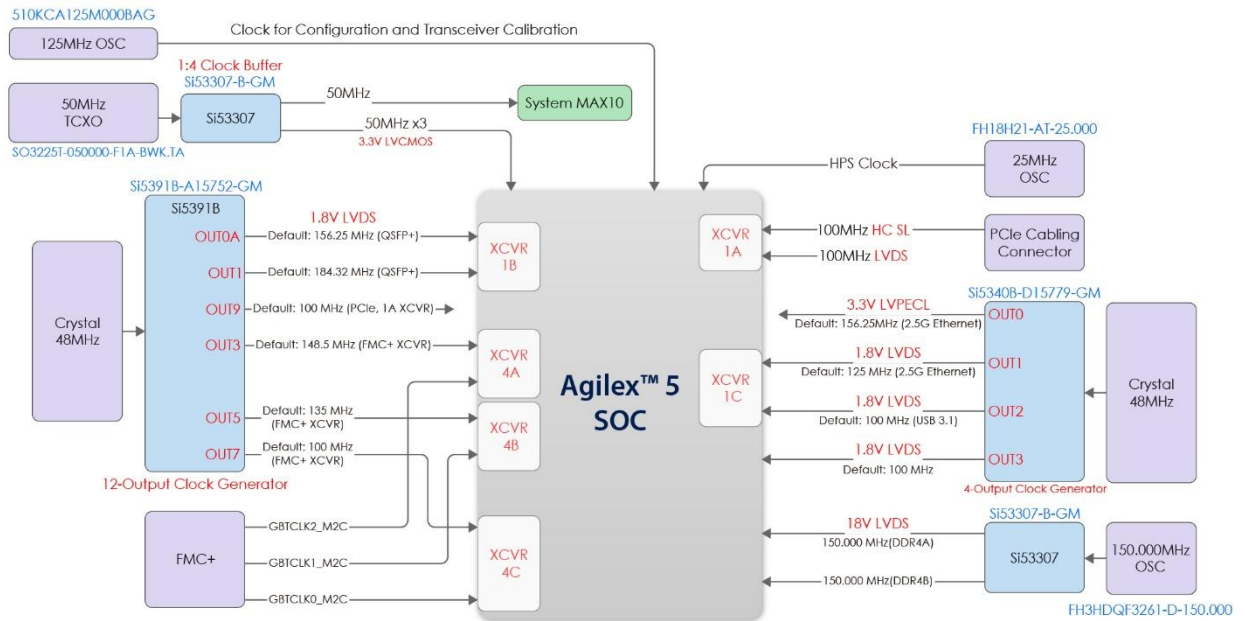 510KCA125M000BAG
125MHz OSC
Clock for Configuration and Transceiver Calibration
1:4 Clock Buffer
Si53307-B-GM
50MHz
TCXO
Si53307
50MHz
System MAX10
50MHz x3
3.3V LVCMOS
SO3225T-050000-F1A-BWK.TA
FH18H21-AT-25.000
HPS Clock
25MHz
OSC
Si5391B-A15752-GM
Si5391B
1.8V LVDS
OUT0A
Default: 156.25 MHz (QSFP+)
XCVR
1B
OUT1
Default: 184.32 MHz (QSFP+)
OUT9
Default: 100 MHz (PCIe, 1A XCVR)
OUT3
Default: 148.5 MHz (FMC+ XCVR)
XCVR
4A
Crystal
48MHz
OUT5
Default: 135 MHz
(FMC+ XCVR)
XCVR
4B
OUT7
Default: 100 MHz
(FMC+ XCVR)
12-Output Clock Generator
FMC+
GBTCLK2_M2C
GBTCLK1_M2C
GBTCLK0_M2C
XCVR
4C
Agilex™ 5
SOC
XCVR
1A
100MHz HC SL
100MHz LVDS
PCIe Cabling
Connector
Si5340B-D15779-GM
3.3V LVPECL
OUT0
Default: 156.25MHz (2.5G Ethernet)
XCVR
1C
1.8V LVDS
OUT1
Default: 125 MHz (2.5G Ethernet)
1.8V LVDS
OUT2
Default: 100 MHz (USB 3.1)
1.8V LVDS
OUT3
Default: 100 MHz
Crystal
48MHz
4-Output Clock Generator
Si53307-B-GM
18V LVDS
150.000 MHz(DDR4A)
Si53307
150.000 MHz(DDR4B)
150.000MHz
OSC
FH3HDQF3261-D-150.000